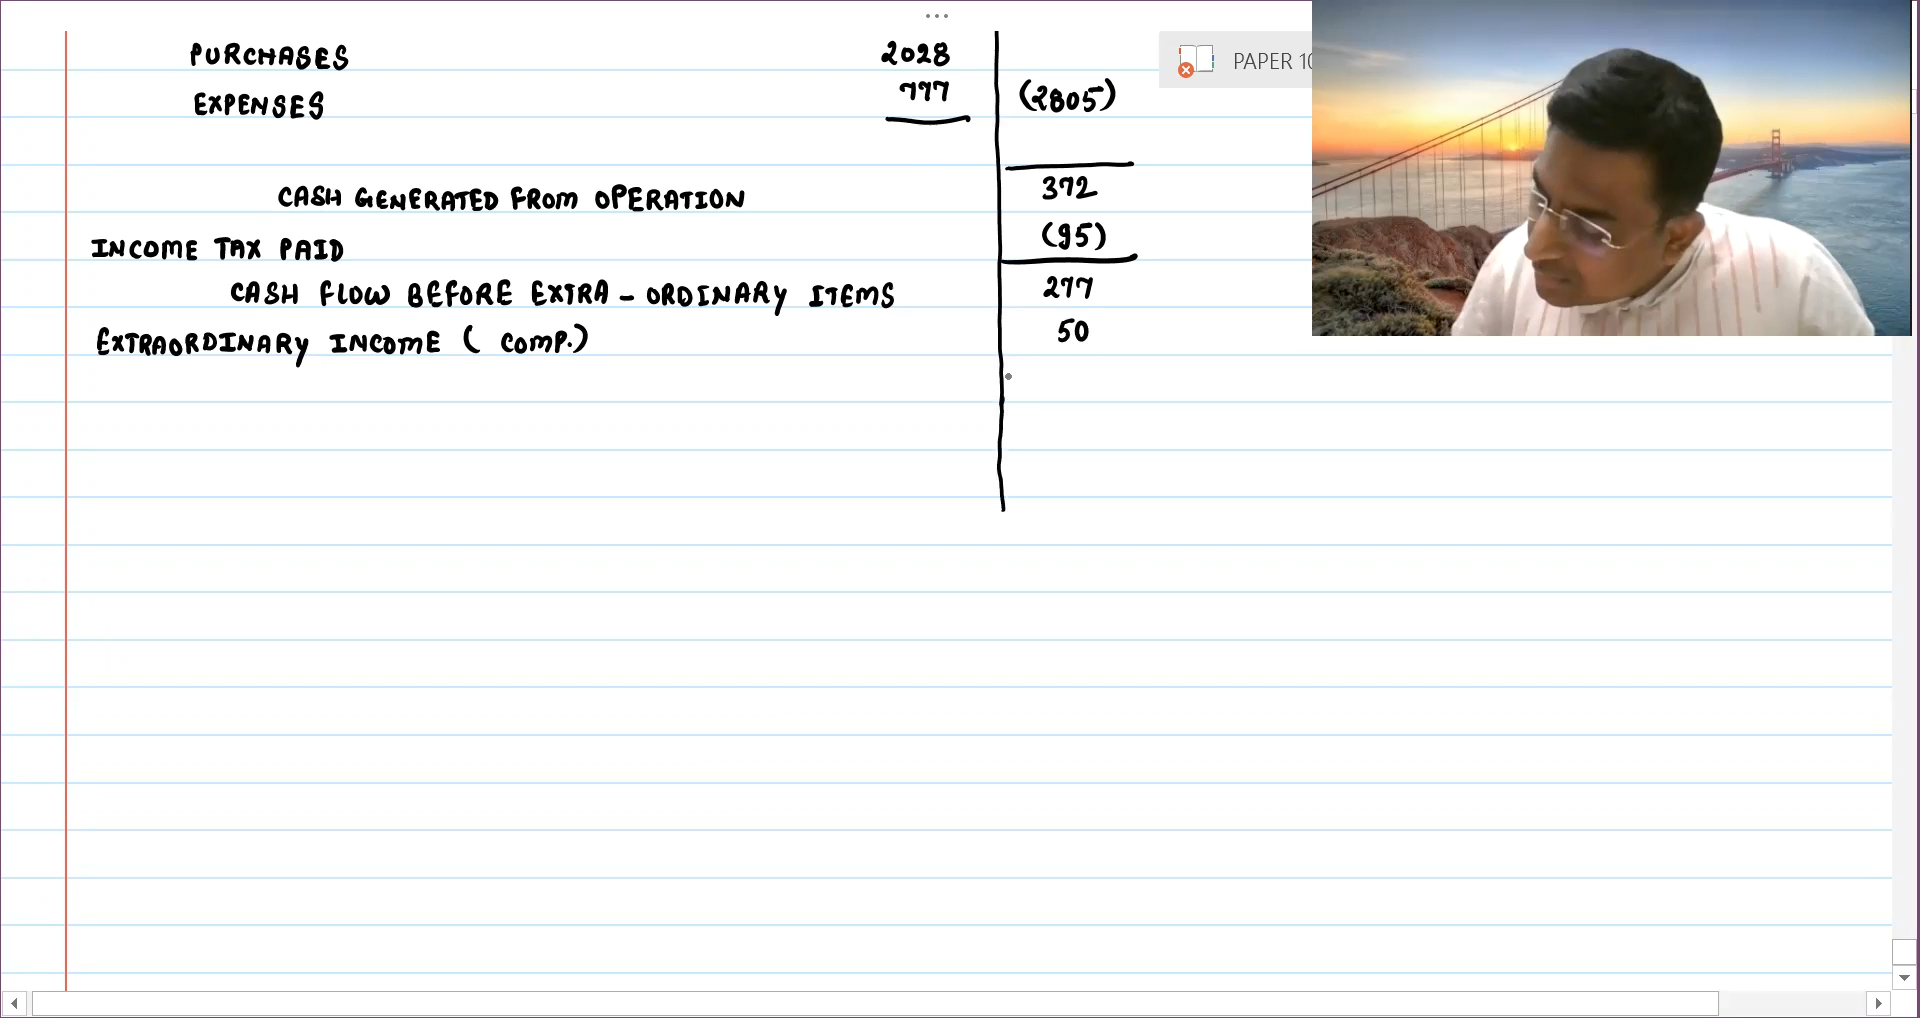 PURCHASES 2028
EXPENSES 777 (2805)
CASH GENERATED FROM OPERATION 372
INCOME TAX PAID (95)
CASH FLOW BEFORE EXTRA - ORDINARY ITEMS 277
EXTRAORDINARY INCOME ( COMP.) 50
PAPER 10